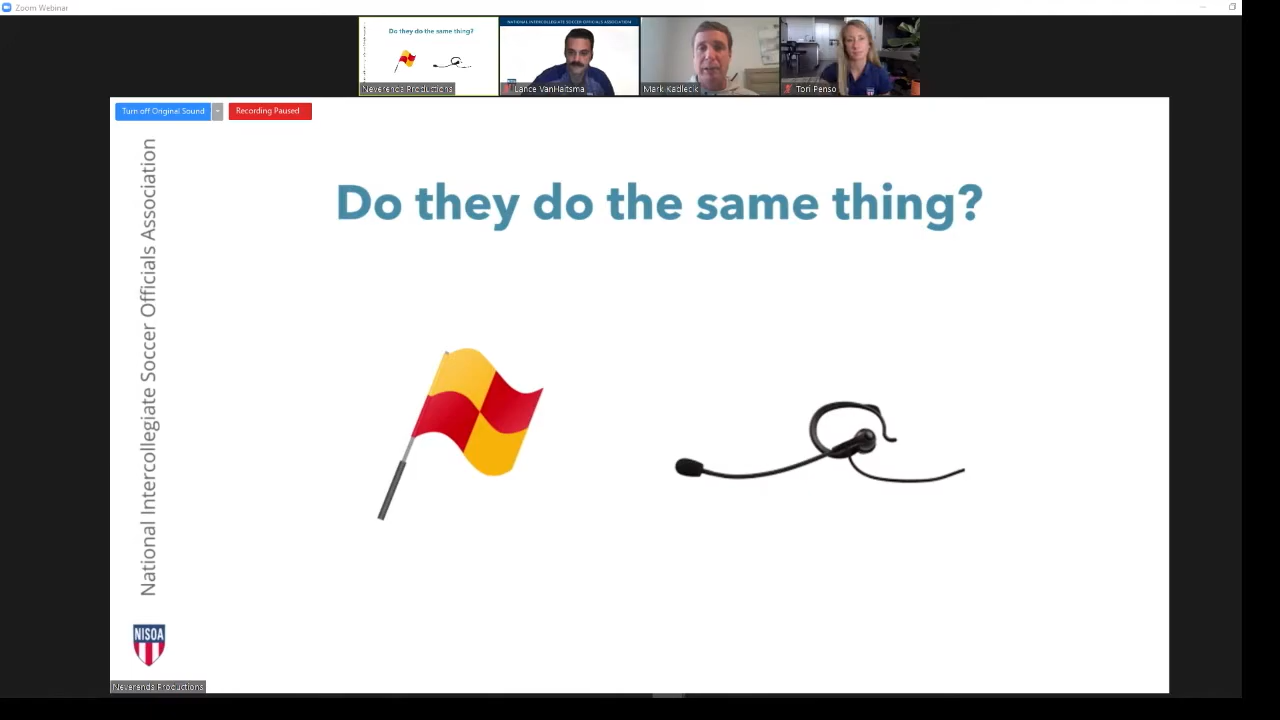 Zoom Webinar
Do they do the same thing?
NATIONAL INTERCOLLEGIATE SOCCER OFFICIALS ASSOCIATION
Neverends Productions
Lance VanHaitsma
Mark Kadlecik
Tori Penso
Turn off Original Sound
Recording Paused
National Intercollegiate Soccer Officials Association
Do they do the same thing?
NISOA
Neverends Productions